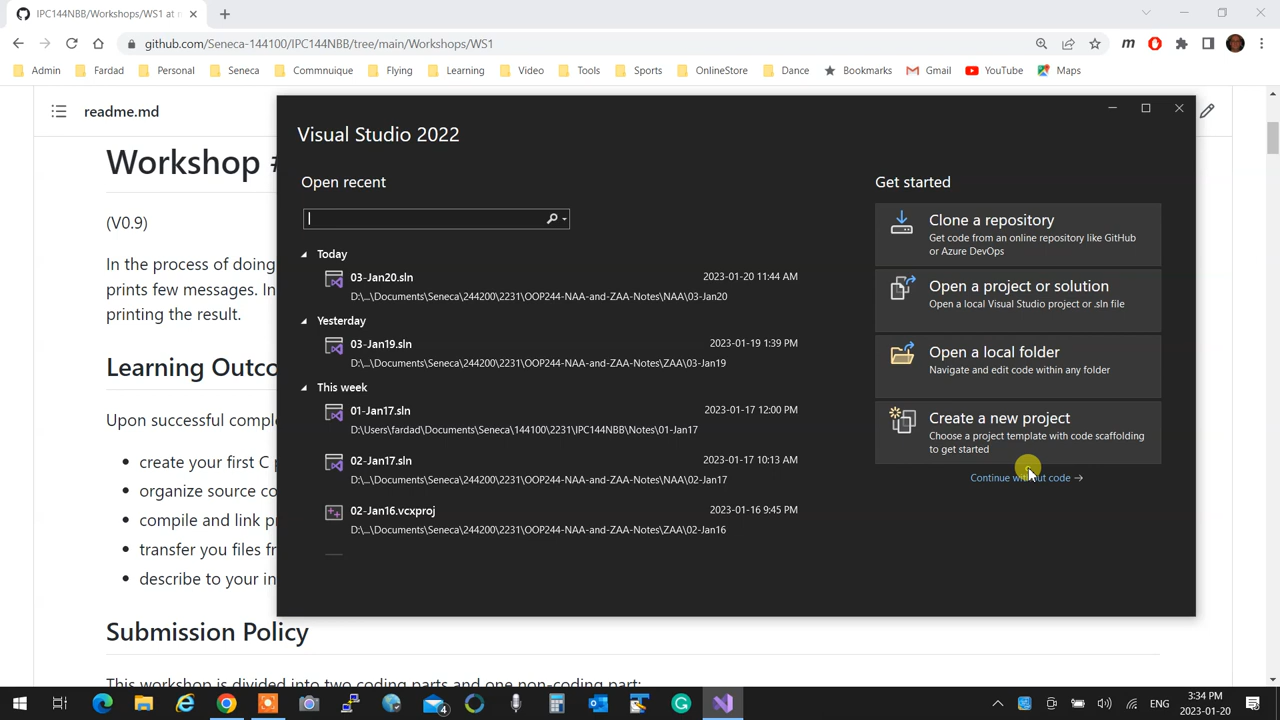 IPC144NBB/Workshops/WS1 at
github.com/Seneca-144100/IPC144NBB/tree/main/Workshops/WS1
m
Admin Fardad Personal Seneca Commnuique Flying Learning Video Tools Sports OnlineStore Dance Bookmarks Gmail YouTube Maps
readme.md
Workshop
(V0.9)
In the process of doing
prints few messages. In
printing the result.
Learning Outco
Upon successful comple
create your first C p
organize source co
compile and link pr
transfer you files fr
describe to your in
Submission Policy
This workshop is divided into two coding parts and one non-coding part:
Visual Studio 2022
Open recent
Today
03-Jan20.sln 2023-01-20 11:44 AM
D:\...\Documents\Seneca\244200\2231\OOP244-NAA-and-ZAA-Notes\NAA\03-Jan20
Yesterday
03-Jan19.sln 2023-01-19 1:39 PM
D:\...\Documents\Seneca\244200\2231\OOP244-NAA-and-ZAA-Notes\ZAA\03-Jan19
This week
01-Jan17.sln 2023-01-17 12:00 PM
D:\Users\fardad\Documents\Seneca\144100\2231\IPC144NBB\Notes\01-Jan17
02-Jan17.sln 2023-01-17 10:13 AM
D:\...\Documents\Seneca\244200\2231\OOP244-NAA-and-ZAA-Notes\NAA\02-Jan17
02-Jan16.vcxproj 2023-01-16 9:45 PM
D:\...\Documents\Seneca\244200\2231\OOP244-NAA-and-ZAA-Notes\ZAA\02-Jan16
Get started
Clone a repository
Get code from an online repository like GitHub
or Azure DevOps
Open a project or solution
Open a local Visual Studio project or .sln file
Open a local folder
Navigate and edit code within any folder
Create a new project
Choose a project template with code scaffolding
to get started
Continue without code →
4
ENG
3:34 PM
2023-01-20